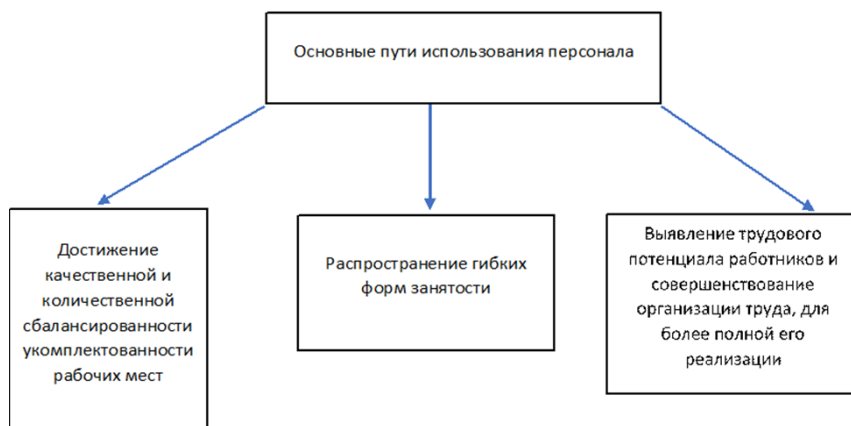 Основные пути использования персонала
Достижение
качественной и
количественной
сбалансированности
укомплектованности
рабочих мест
Распространение гибких
форм занятости
Выявление трудового
потенциала работников и
совершенствование
организации труда, для
более полной его
реализации